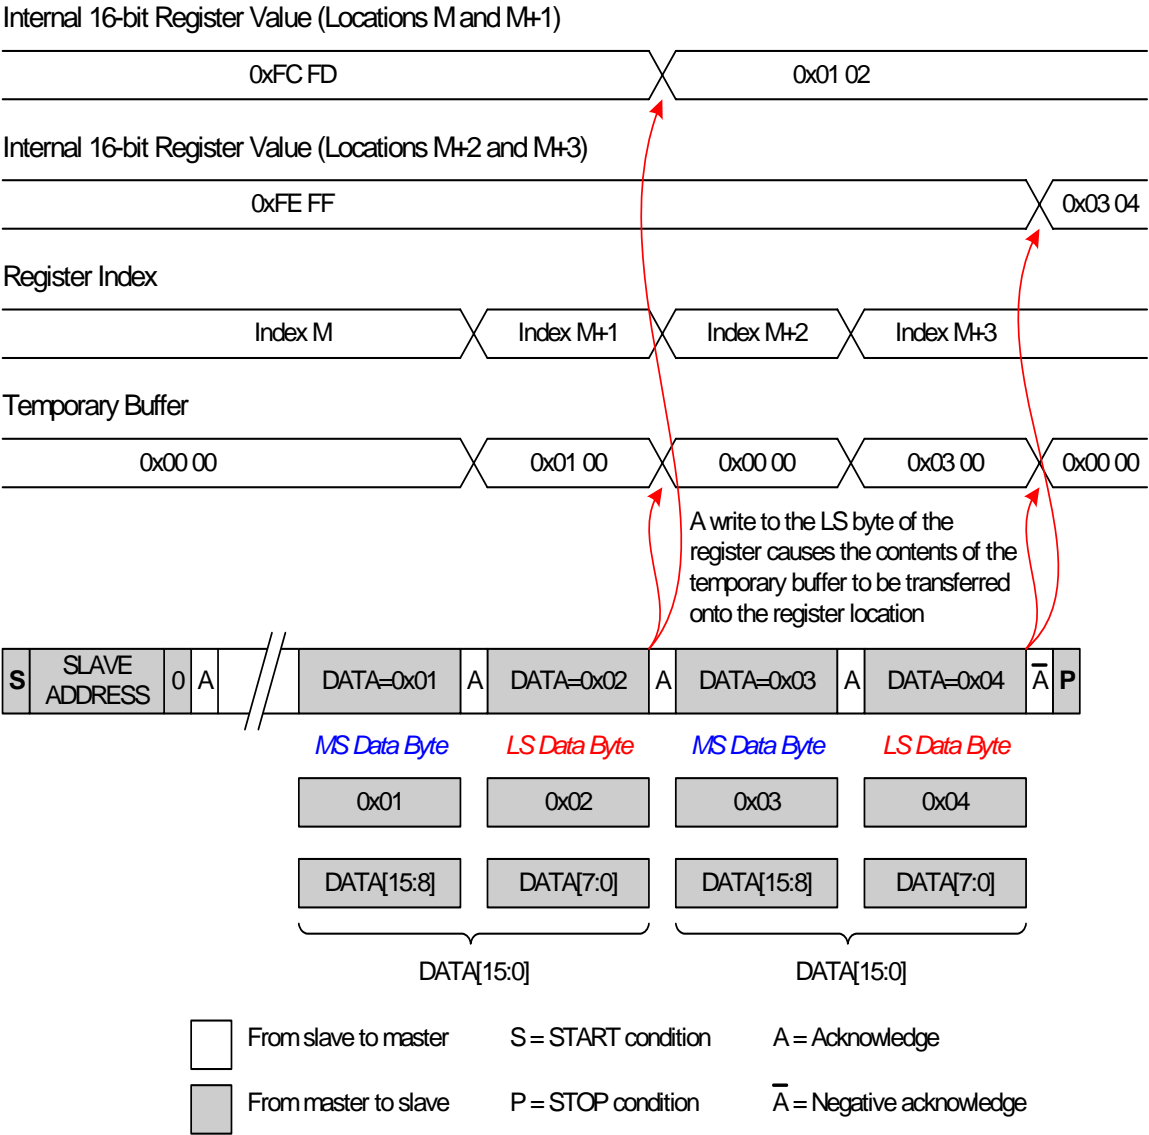 Internal 16-bit Register Value (Locations M and M+1)
0xFC FD
0x01 02
Internal 16-bit Register Value (Locations M+2 and M+3)
0xFE FF
0x03 04
Register Index
Index M
Index M+1
Index M+2
Index M+3
Temporary Buffer
0x00 00
0x01 00
0x00 00
0x03 00
0x00 00
A write to the LS byte of the
register causes the contents of the
temporary buffer to be transferred
onto the register location
S
SLAVE
ADDRESS
0
A
DATA=0x01
A
DATA=0x02
A
DATA=0x03
A
DATA=0x04
A̅
P
MS Data Byte
LS Data Byte
MS Data Byte
LS Data Byte
0x01
0x02
0x03
0x04
DATA[15:8]
DATA[7:0]
DATA[15:8]
DATA[7:0]
DATA[15:0]
DATA[15:0]
From slave to master
S = START condition
A = Acknowledge
From master to slave
P = STOP condition
A̅ = Negative acknowledge